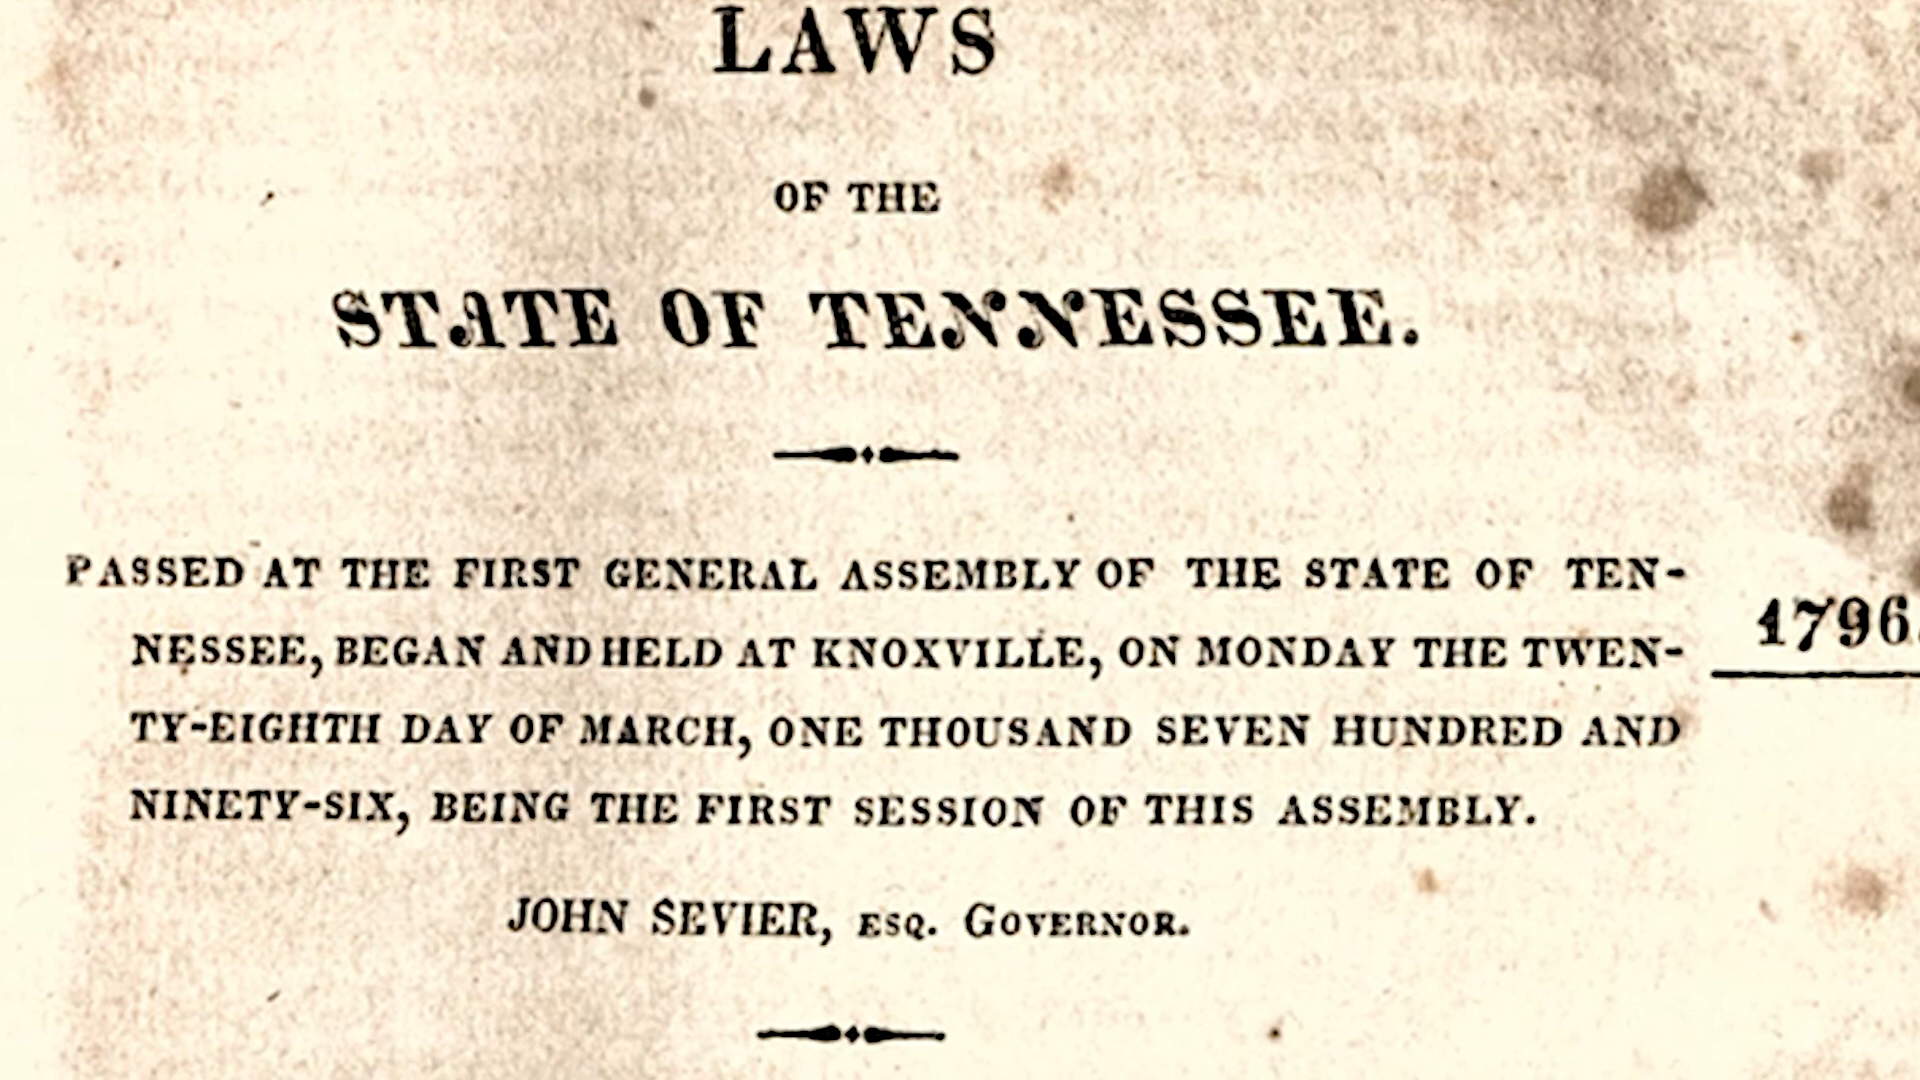 LAWS
OF THE
STATE OF TENNESSEE.
PASSED AT THE FIRST GENERAL ASSEMBLY OF THE STATE OF TEN-
NESSEE, BEGAN AND HELD AT KNOXVILLE, ON MONDAY THE TWEN-
1796.
TY-EIGHTH DAY OF MARCH, ONE THOUSAND SEVEN HUNDRED AND
NINETY-SIX, BEING THE FIRST SESSION OF THIS ASSEMBLY.
JOHN SEVIER, ESQ. GOVERNOR.